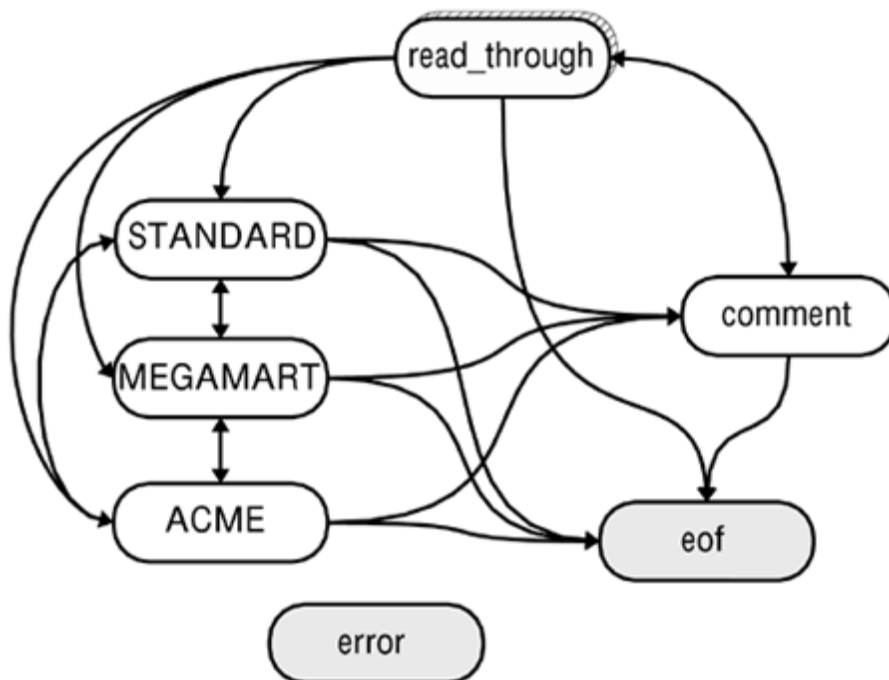 read_through
STANDARD
comment
MEGAMART
ACME
eof
error